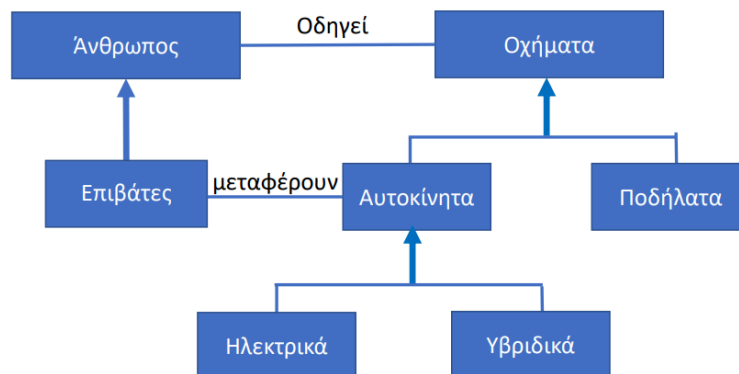 Άνθρωπος
Οδηγεί
Οχήματα
Επιβάτες
μεταφέρουν
Αυτοκίνητα
Ποδήλατα
Ηλεκτρικά
Υβριδικά